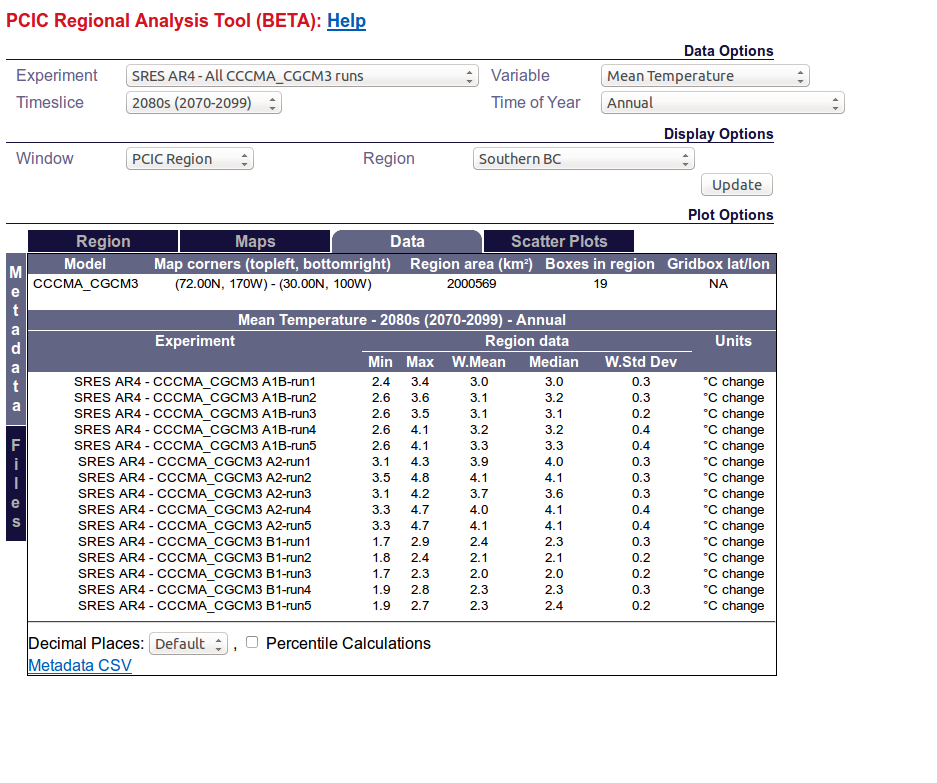 PCIC Regional Analysis Tool (BETA): Help
Data Options
Experiment SRES AR4 - All CCCMA_CGCM3 runs Variable Mean Temperature
Timeslice 2080s (2070-2099) Time of Year Annual
Display Options
Window PCIC Region Region Southern BC
Update
Plot Options
Region Maps Data Scatter Plots
Metadata
Files
Model Map corners (topleft, bottomright) Region area (km²) Boxes in region Gridbox lat/lon
CCCMA_CGCM3 (72.00N, 170W) - (30.00N, 100W) 2000569 19 NA
Mean Temperature - 2080s (2070-2099) - Annual
Experiment Region data Units
Min Max W.Mean Median W.Std Dev
SRES AR4 - CCCMA_CGCM3 A1B-run1 2.4 3.4 3.0 3.0 0.3 °C change
SRES AR4 - CCCMA_CGCM3 A1B-run2 2.6 3.6 3.1 3.2 0.3 °C change
SRES AR4 - CCCMA_CGCM3 A1B-run3 2.6 3.5 3.1 3.1 0.2 °C change
SRES AR4 - CCCMA_CGCM3 A1B-run4 2.6 4.1 3.2 3.2 0.4 °C change
SRES AR4 - CCCMA_CGCM3 A1B-run5 2.6 4.1 3.3 3.3 0.4 °C change
SRES AR4 - CCCMA_CGCM3 A2-run1 3.1 4.3 3.9 4.0 0.3 °C change
SRES AR4 - CCCMA_CGCM3 A2-run2 3.5 4.8 4.1 4.1 0.3 °C change
SRES AR4 - CCCMA_CGCM3 A2-run3 3.1 4.2 3.7 3.6 0.3 °C change
SRES AR4 - CCCMA_CGCM3 A2-run4 3.3 4.7 4.0 4.1 0.4 °C change
SRES AR4 - CCCMA_CGCM3 A2-run5 3.3 4.7 4.1 4.1 0.4 °C change
SRES AR4 - CCCMA_CGCM3 B1-run1 1.7 2.9 2.4 2.3 0.3 °C change
SRES AR4 - CCCMA_CGCM3 B1-run2 1.8 2.4 2.1 2.1 0.2 °C change
SRES AR4 - CCCMA_CGCM3 B1-run3 1.7 2.3 2.0 2.0 0.2 °C change
SRES AR4 - CCCMA_CGCM3 B1-run4 1.9 2.8 2.3 2.3 0.3 °C change
SRES AR4 - CCCMA_CGCM3 B1-run5 1.9 2.7 2.3 2.4 0.2 °C change
Decimal Places: Default , Percentile Calculations
Metadata CSV